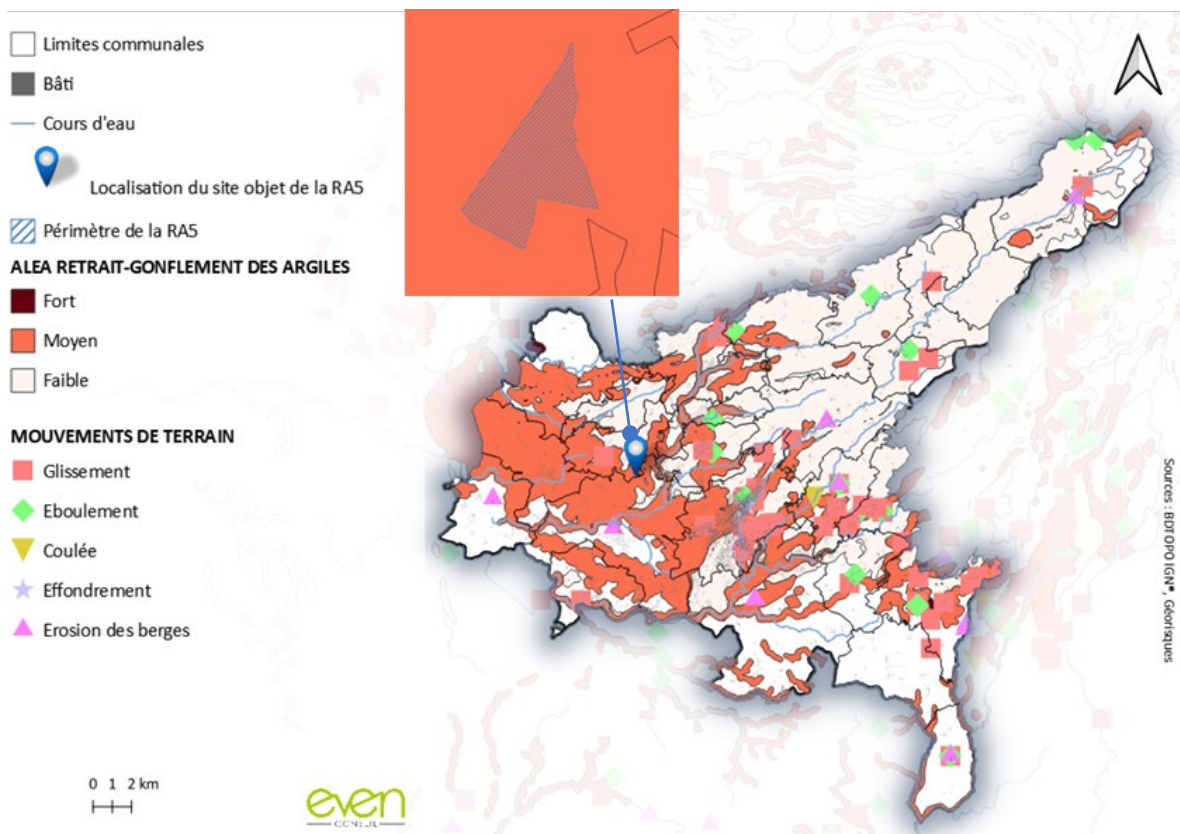 Limites communales
Bâti
Cours d'eau
Localisation du site objet de la RA5
Périmètre de la RA5
ALEA RETRAIT-GONFLEMENT DES ARGILES
Fort
Moyen
Faible
MOUVEMENTS DE TERRAIN
Glissement
Eboulement
Coulée
Effondrement
Erosion des berges
0 1 2 km
even
CONSEIL
Sources : BDTOPO IGN®, Géorisques